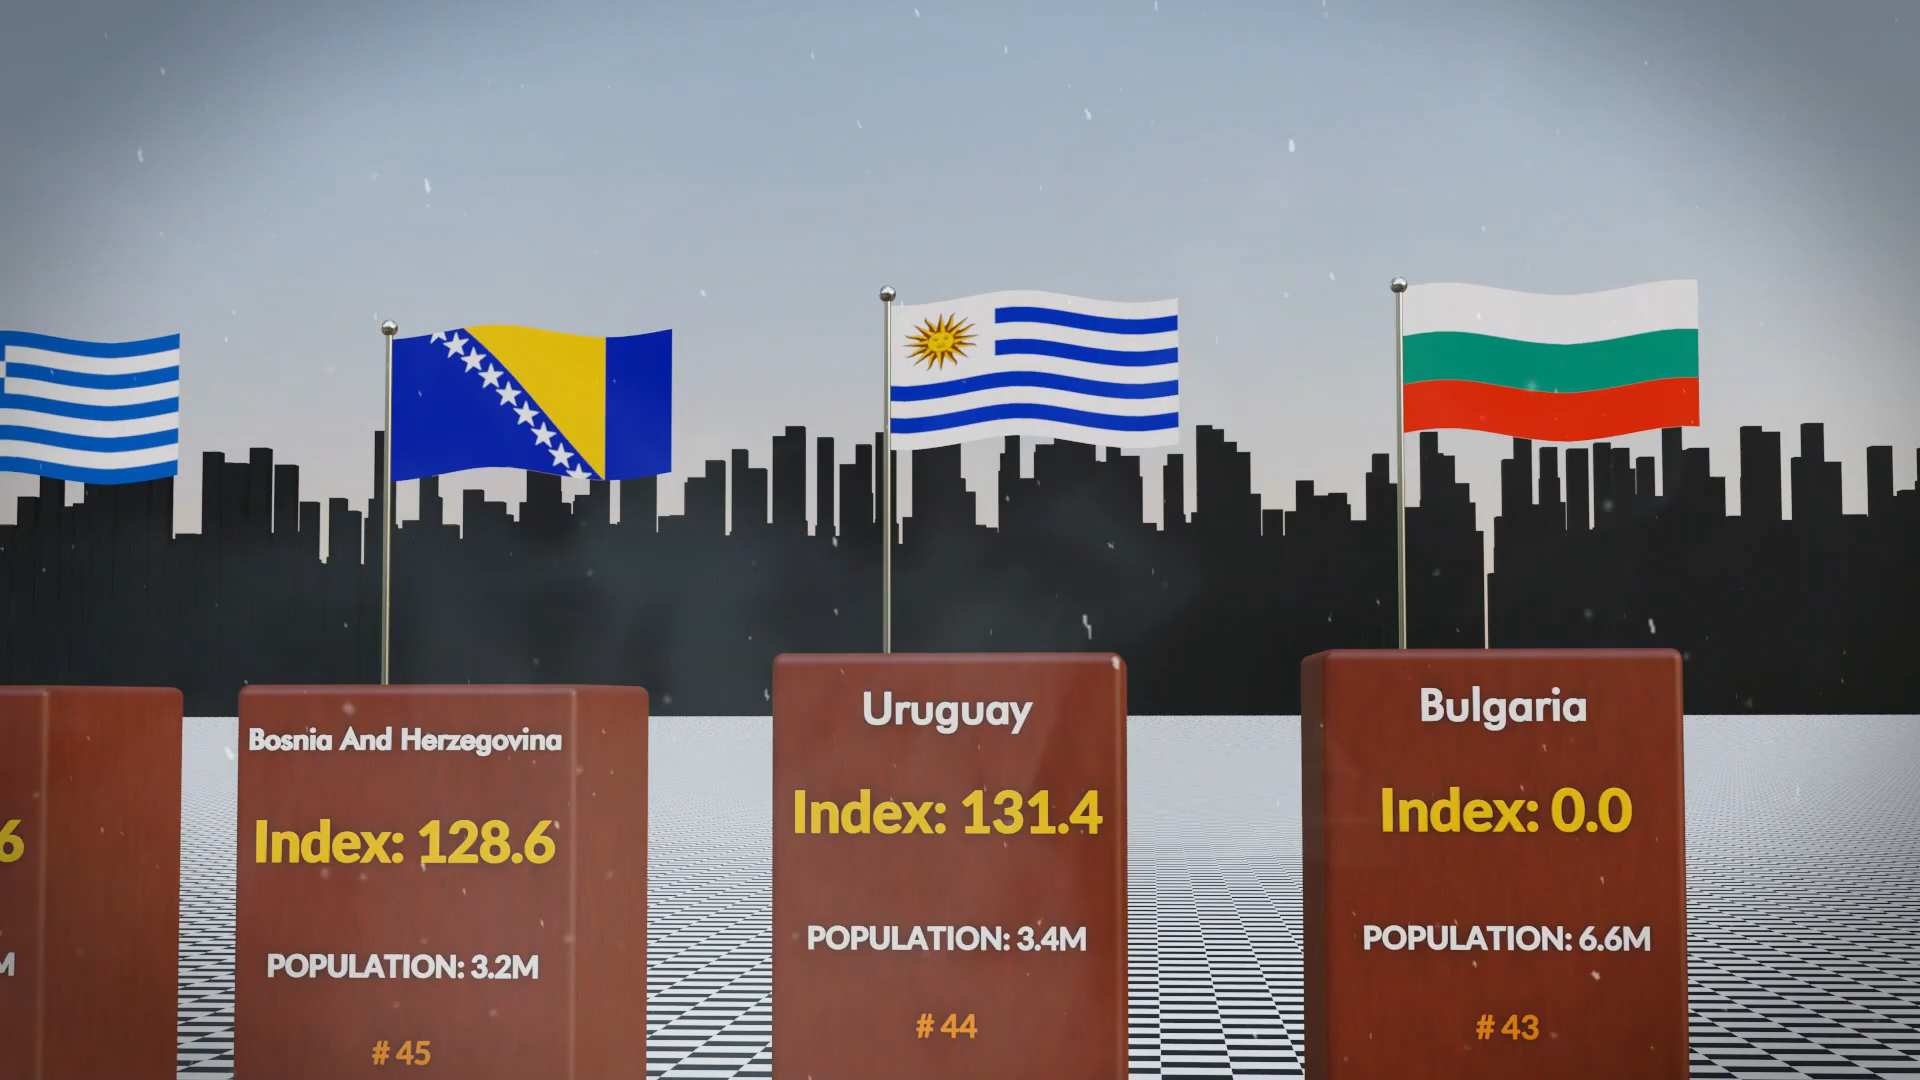 6
M
Bosnia And Herzegovina
Index: 128.6
POPULATION: 3.2M
# 45
Uruguay
Index: 131.4
POPULATION: 3.4M
# 44
Bulgaria
Index: 0.0
POPULATION: 6.6M
# 43